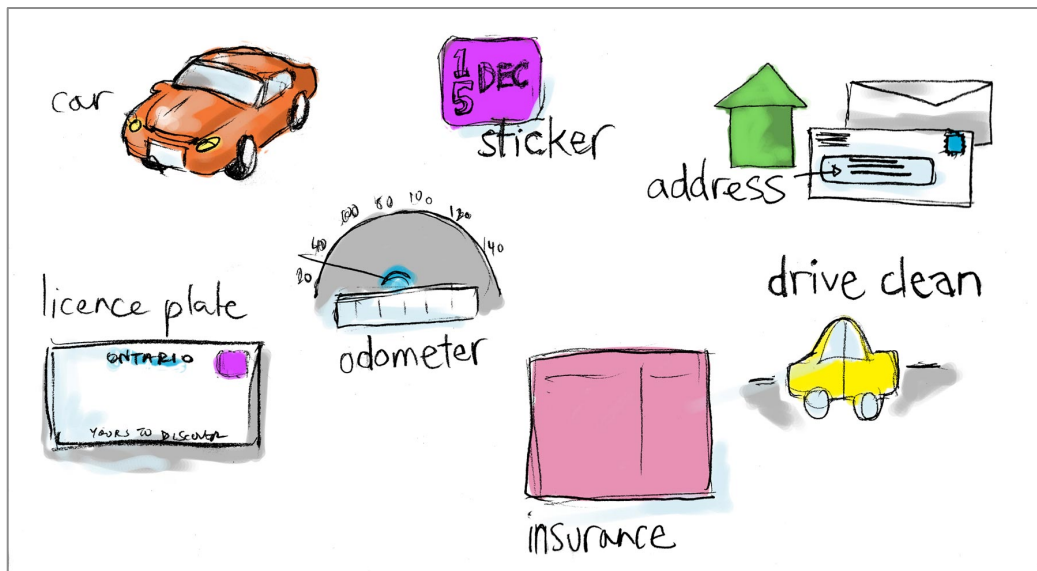 car
1
5 DEC
sticker
address
20
40
60
80
100
120
140
odometer
licence plate
ONTARIO
YOURS TO DISCOVER
drive clean
insurance